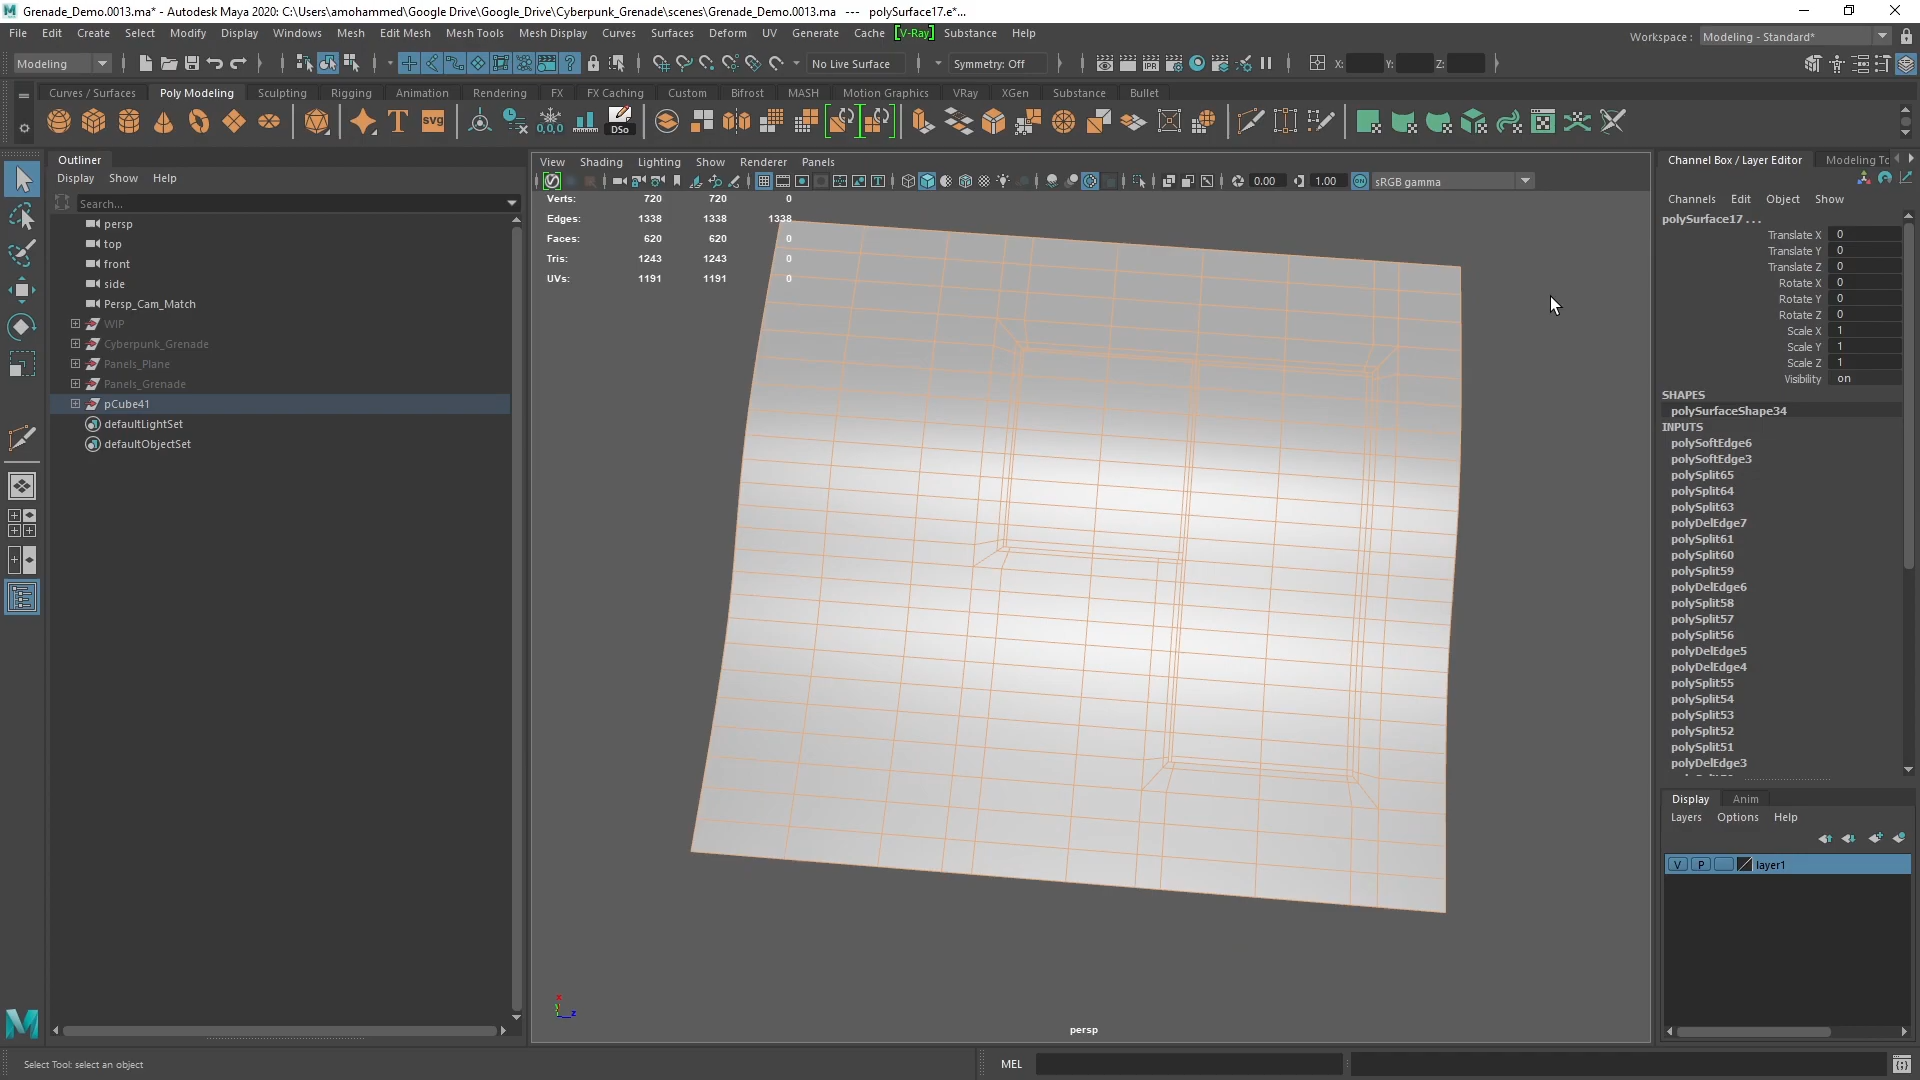 Grenade_Demo.0013.ma* - Autodesk Maya 2020: C:\Users\amohammed\Google Drive\Google_Drive\Cyberpunk_Grenade\scenes\Grenade_Demo.0013.ma   ---   polySurface17.e*...
File Edit Create Select Modify Display Windows Mesh Edit Mesh Mesh Tools Mesh Display Curves Surfaces Deform UV Generate Cache [V-Ray] Substance Help
Workspace : Modeling - Standard*
Modeling No Live Surface Symmetry: Off X: Y: Z:
Curves / Surfaces Poly Modeling Sculpting Rigging Animation Rendering FX FX Caching Custom Bifrost MASH Motion Graphics VRay XGen Substance Bullet
T SVG 0,0,0 DSo
Outliner
Display Show Help
Search...
persp
top
front
side
Persp_Cam_Match
WIP
Cyberpunk_Grenade
Panels_Plane
Panels_Grenade
pCube41
defaultLightSet
defaultObjectSet
View Shading Lighting Show Renderer Panels
0.00 1.00 ON sRGB gamma
Verts: 720 720 0
Edges: 1338 1338 1338
Faces: 620 620 0
Tris: 1243 1243 0
UVs: 1191 1191 0
x
y
z
persp
Channel Box / Layer Editor Modeling To
Channels Edit Object Show
polySurface17 ...
Translate X 0
Translate Y 0
Translate Z 0
Rotate X 0
Rotate Y 0
Rotate Z 0
Scale X 1
Scale Y 1
Scale Z 1
Visibility on
SHAPES
polySurfaceShape34
INPUTS
polySoftEdge6
polySoftEdge3
polySplit65
polySplit64
polySplit63
polyDelEdge7
polySplit61
polySplit60
polySplit59
polyDelEdge6
polySplit58
polySplit57
polySplit56
polyDelEdge5
polyDelEdge4
polySplit55
polySplit54
polySplit53
polySplit52
polySplit51
polyDelEdge3
Display Anim
Layers Options Help
V P layer1
Select Tool: select an object
MEL